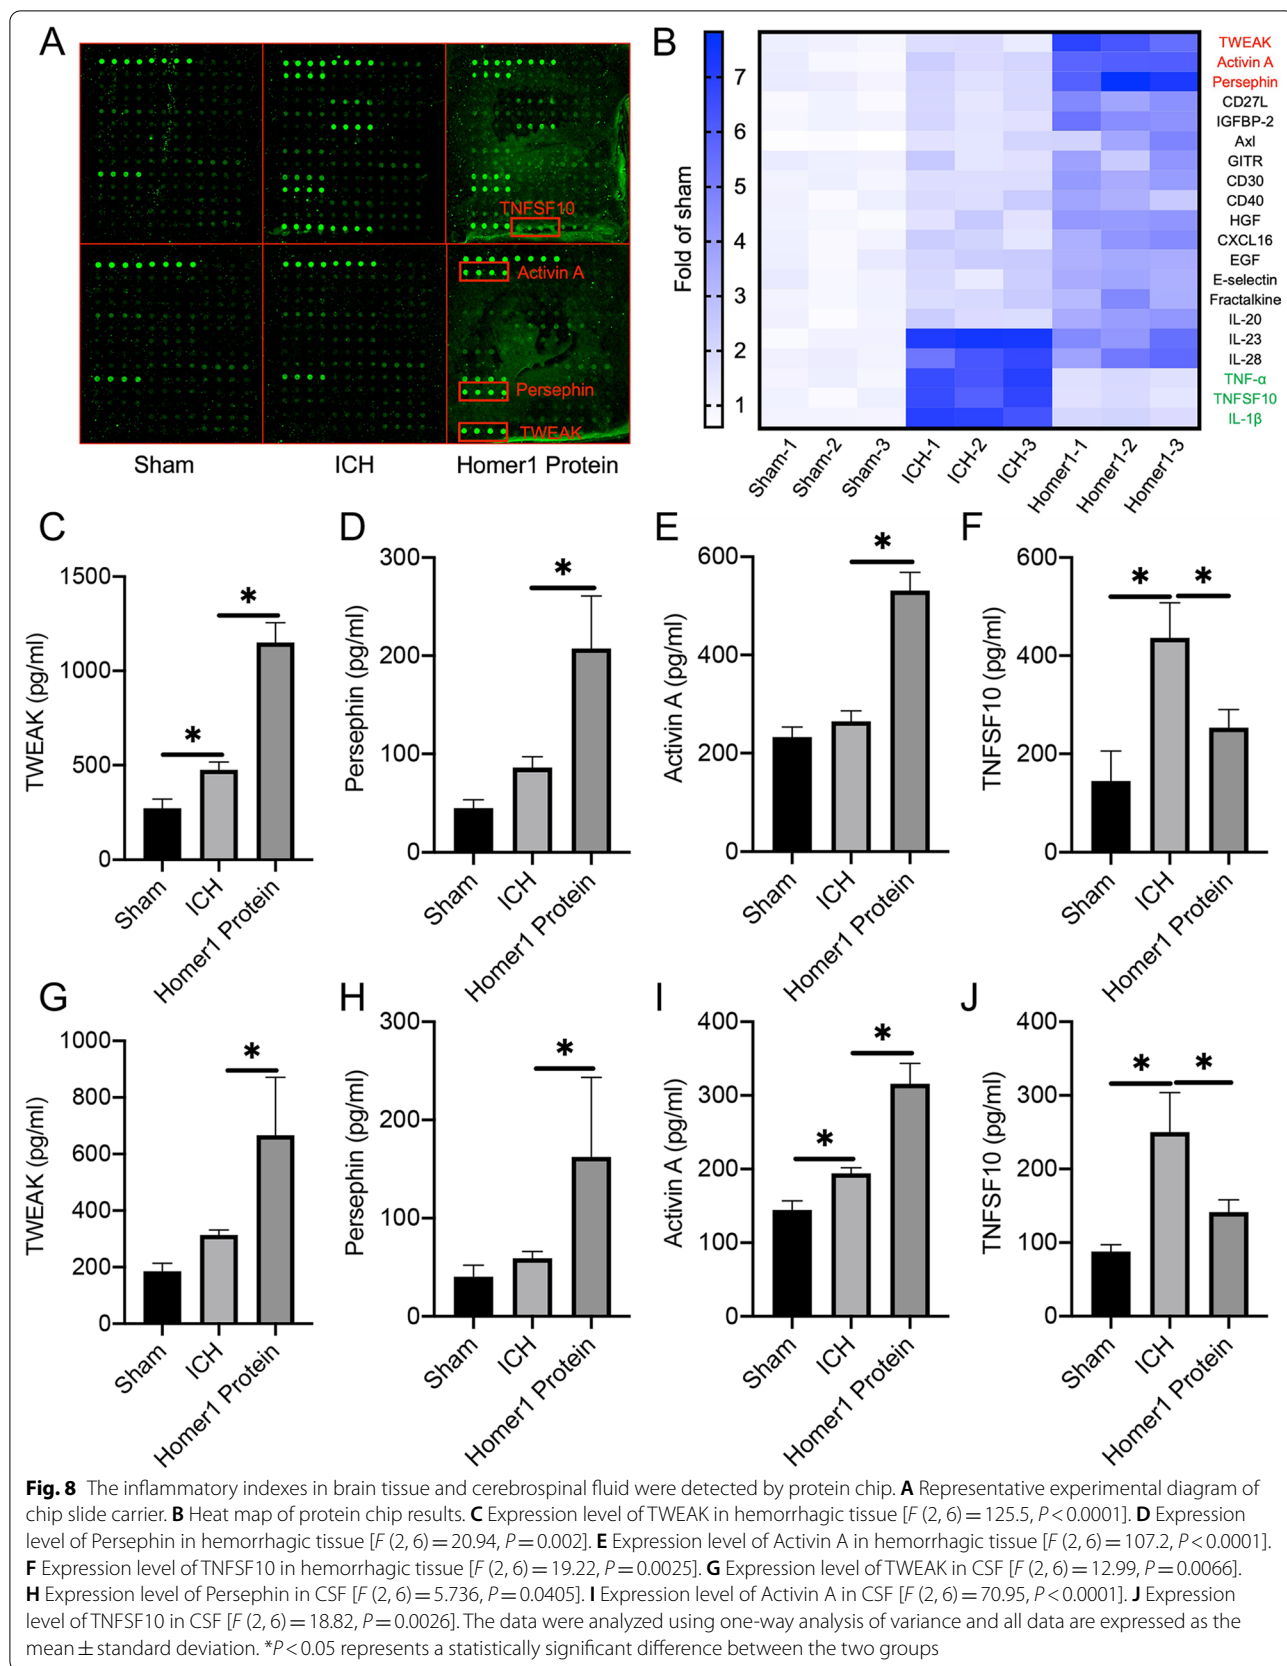 A
TNFSF10
Activin A
Persephin
TWEAK
Sham
ICH
Homer1 Protein
B
Fold of sham
7
6
5
4
3
2
1
TWEAK
Activin A
Persephin
CD27L
IGFBP-2
Axl
GITR
CD30
CD40
HGF
CXCL16
EGF
E-selectin
Fractalkine
IL-20
IL-23
IL-28
TNF-α
TNFSF10
IL-1β
Sham-1
Sham-2
Sham-3
ICH-1
ICH-2
ICH-3
Homer1-1
Homer1-2
Homer1-3
C
TWEAK (pg/ml)
1500
1000
500
0
*
*
Sham
ICH
Homer1 Protein
D
Persephin (pg/ml)
300
200
100
0
*
Sham
ICH
Homer1 Protein
E
Activin A (pg/ml)
600
400
200
0
*
Sham
ICH
Homer1 Protein
F
TNFSF10 (pg/ml)
600
400
200
0
*
*
Sham
ICH
Homer1 Protein
G
TWEAK (pg/ml)
1000
800
600
400
200
0
*
Sham
ICH
Homer1 Protein
H
Persephin (pg/ml)
300
200
100
0
*
Sham
ICH
Homer1 Protein
I
Activin A (pg/ml)
400
300
200
100
0
*
*
Sham
ICH
Homer1 Protein
J
TNFSF10 (pg/ml)
400
300
200
100
0
*
*
Sham
ICH
Homer1 Protein
Fig. 8 The inflammatory indexes in brain tissue and cerebrospinal fluid were detected by protein chip. A Representative experimental diagram of
chip slide carrier. B Heat map of protein chip results. C Expression level of TWEAK in hemorrhagic tissue [F (2, 6) = 125.5, P < 0.0001]. D Expression
level of Persephin in hemorrhagic tissue [F (2, 6) = 20.94, P = 0.002]. E Expression level of Activin A in hemorrhagic tissue [F (2, 6) = 107.2, P < 0.0001].
F Expression level of TNFSF10 in hemorrhagic tissue [F (2, 6) = 19.22, P = 0.0025]. G Expression level of TWEAK in CSF [F (2, 6) = 12.99, P = 0.0066].
H Expression level of Persephin in CSF [F (2, 6) = 5.736, P = 0.0405]. I Expression level of Activin A in CSF [F (2, 6) = 70.95, P < 0.0001]. J Expression
level of TNFSF10 in CSF [F (2, 6) = 18.82, P = 0.0026]. The data were analyzed using one-way analysis of variance and all data are expressed as the
mean ± standard deviation. *P < 0.05 represents a statistically significant difference between the two groups